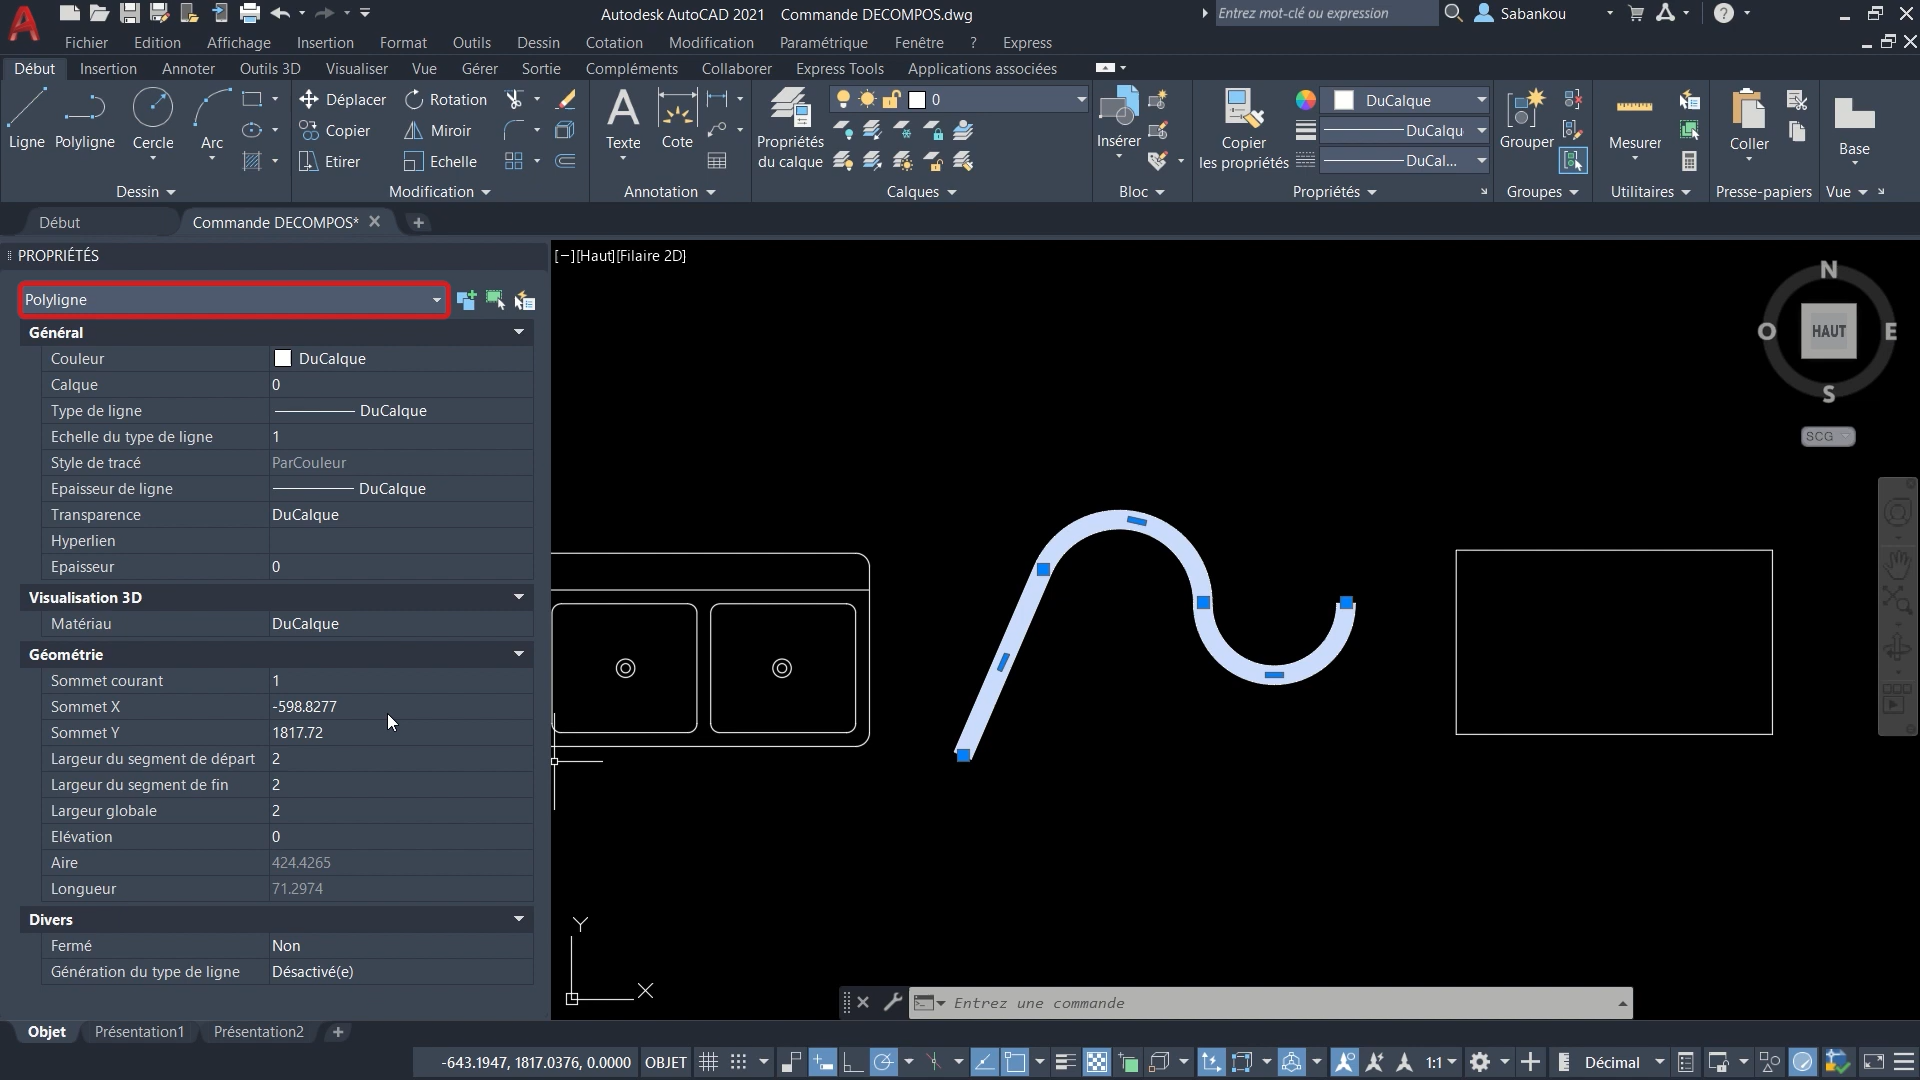 Autodesk AutoCAD 2021 Commande DECOMPOS.dwg
Entrez mot-clé ou expression
Sabankou
Fichier Edition Affichage Insertion Format Outils Dessin Cotation Modification Paramétrique Fenêtre ? Express
Début Insertion Annoter Outils 3D Visualiser Vue Gérer Sortie Compléments Collaborer Express Tools Applications associées
Ligne Polyligne Cercle Arc
Dessin
Déplacer Rotation
Copier Miroir
Etirer Echelle
Modification
Texte Cote
Annotation
Propriétés
du calque
0
Calques
Insérer
Bloc
Copier
les propriétés
DuCalque
DuCalqu
DuCal...
Propriétés
Grouper
Groupes
Mesurer
Utilitaires
Coller
Presse-papiers
Base
Vue
Début Commande DECOMPOS*
PROPRIÉTÉS
Polyligne
Général
Couleur DuCalque
Calque 0
Type de ligne DuCalque
Echelle du type de ligne 1
Style de tracé ParCouleur
Epaisseur de ligne DuCalque
Transparence DuCalque
Hyperlien
Epaisseur 0
Visualisation 3D
Matériau DuCalque
Géométrie
Sommet courant 1
Sommet X -598.8277
Sommet Y 1817.72
Largeur du segment de départ 2
Largeur du segment de fin 2
Largeur globale 2
Elévation 0
Aire 424.4265
Longueur 71.2974
Divers
Fermé Non
Génération du type de ligne Désactivé(e)
[−][Haut][Filaire 2D]
N
O HAUT E
S
SCG
Y
X
Entrez une commande
Objet Présentation1 Présentation2
-643.1947, 1817.0376, 0.0000 OBJET 1:1 Décimal